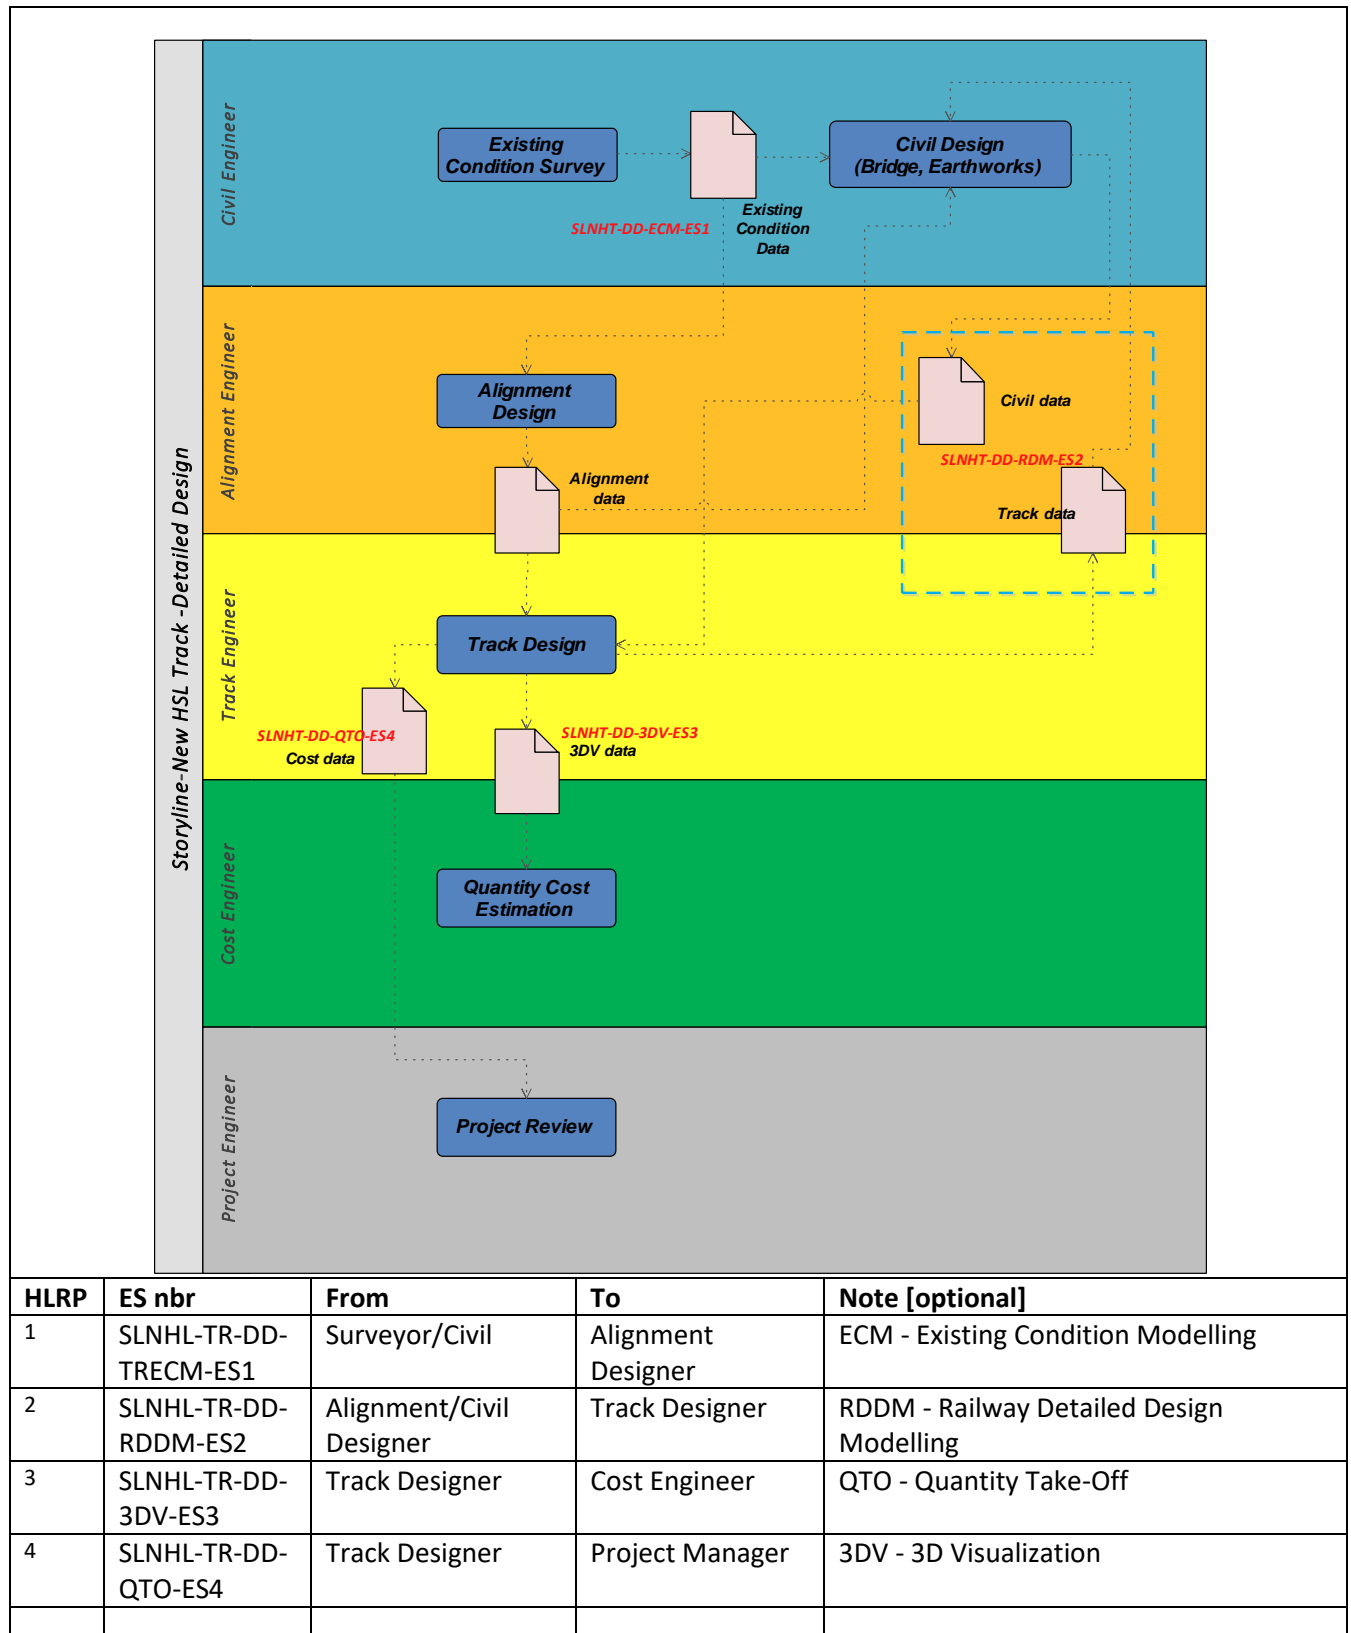 Storyline-New HSL Track -Detailed Design
Civil Engineer
Existing
Condition Survey
Civil Design
(Bridge, Earthworks)
SLNHT-DD-ECM-ES1
Existing
Condition
Data
Alignment Engineer
Alignment
Design
Civil data
SLNHT-DD-RDM-ES2
Alignment
data
Track data
Track Engineer
Track Design
SLNHT-DD-QTO-ES4
Cost data
SLNHT-DD-3DV-ES3
3DV data
Cost Engineer
Quantity Cost
Estimation
Project Engineer
Project Review
HLRP ES nbr From To Note [optional]
1 SLNHL-TR-DD- Surveyor/Civil Alignment ECM - Existing Condition Modelling
TRECM-ES1 Designer
2 SLNHL-TR-DD- Alignment/Civil Track Designer RDDM - Railway Detailed Design
RDDM-ES2 Designer Modelling
3 SLNHL-TR-DD- Track Designer Cost Engineer QTO - Quantity Take-Off
3DV-ES3
4 SLNHL-TR-DD- Track Designer Project Manager 3DV - 3D Visualization
QTO-ES4